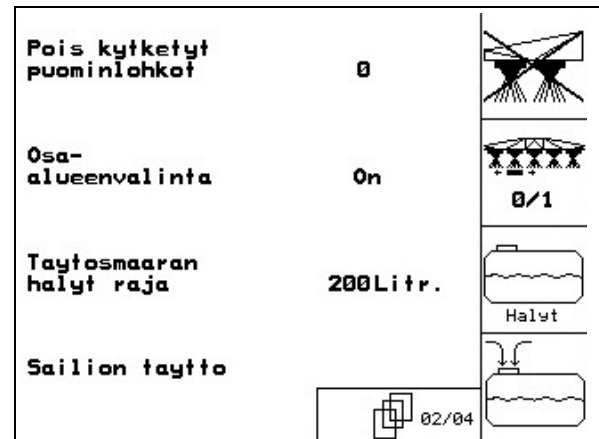 Pois kytketyt
puominlohkot 0
Osa-
alueenvalinta On
0/1
Taytosmaaran
halyt raja 200Litr.
Halyt
Sailion taytto
02/04